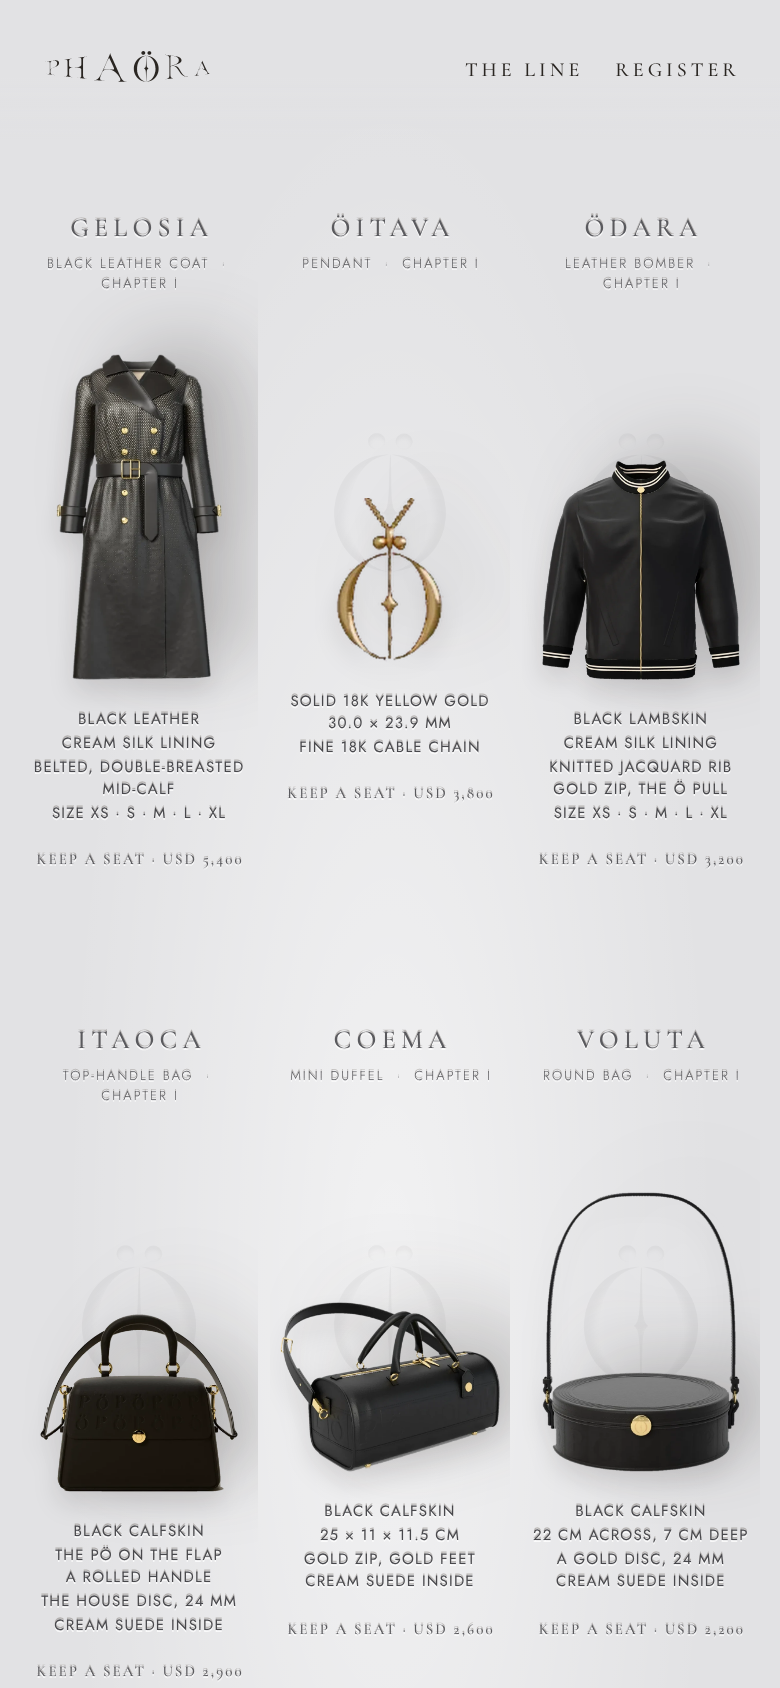 PHAÖRA
THE LINE REGISTER
GELOSIA
BLACK LEATHER COAT ·
CHAPTER I
ÖITAVA
PENDANT · CHAPTER I
ÖDARA
LEATHER BOMBER ·
CHAPTER I
BLACK LEATHER
CREAM SILK LINING
BELTED, DOUBLE-BREASTED
MID-CALF
SIZE XS · S · M · L · XL
KEEP A SEAT · USD 5,400
SOLID 18K YELLOW GOLD
30.0 × 23.9 MM
FINE 18K CABLE CHAIN
KEEP A SEAT · USD 3,800
BLACK LAMBSKIN
CREAM SILK LINING
KNITTED JACQUARD RIB
GOLD ZIP, THE Ö PULL
SIZE XS · S · M · L · XL
KEEP A SEAT · USD 3,200
ITAOCA
TOP-HANDLE BAG ·
CHAPTER I
COEMA
MINI DUFFEL · CHAPTER I
VOLUTA
ROUND BAG · CHAPTER I
BLACK CALFSKIN
THE PÖ ON THE FLAP
A ROLLED HANDLE
THE HOUSE DISC, 24 MM
CREAM SUEDE INSIDE
KEEP A SEAT · USD 2,900
BLACK CALFSKIN
25 × 11 × 11.5 CM
GOLD ZIP, GOLD FEET
CREAM SUEDE INSIDE
KEEP A SEAT · USD 2,600
BLACK CALFSKIN
22 CM ACROSS, 7 CM DEEP
A GOLD DISC, 24 MM
CREAM SUEDE INSIDE
KEEP A SEAT · USD 2,200